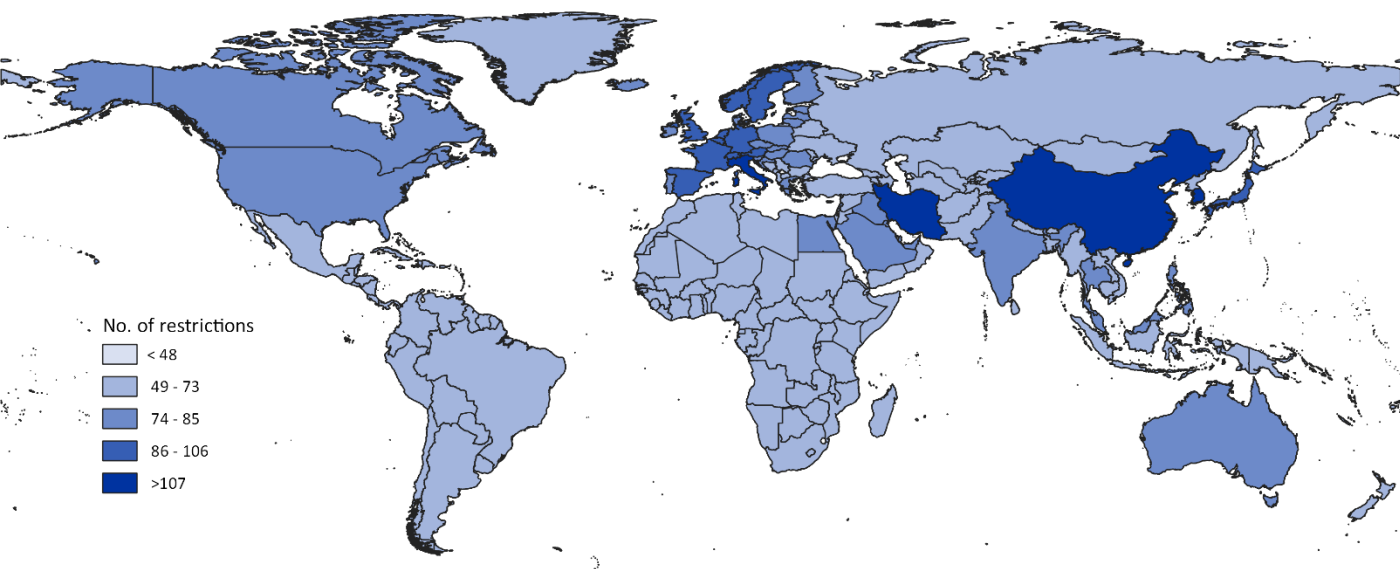 No. of restrictions
< 48
49 - 73
74 - 85
86 - 106
>107